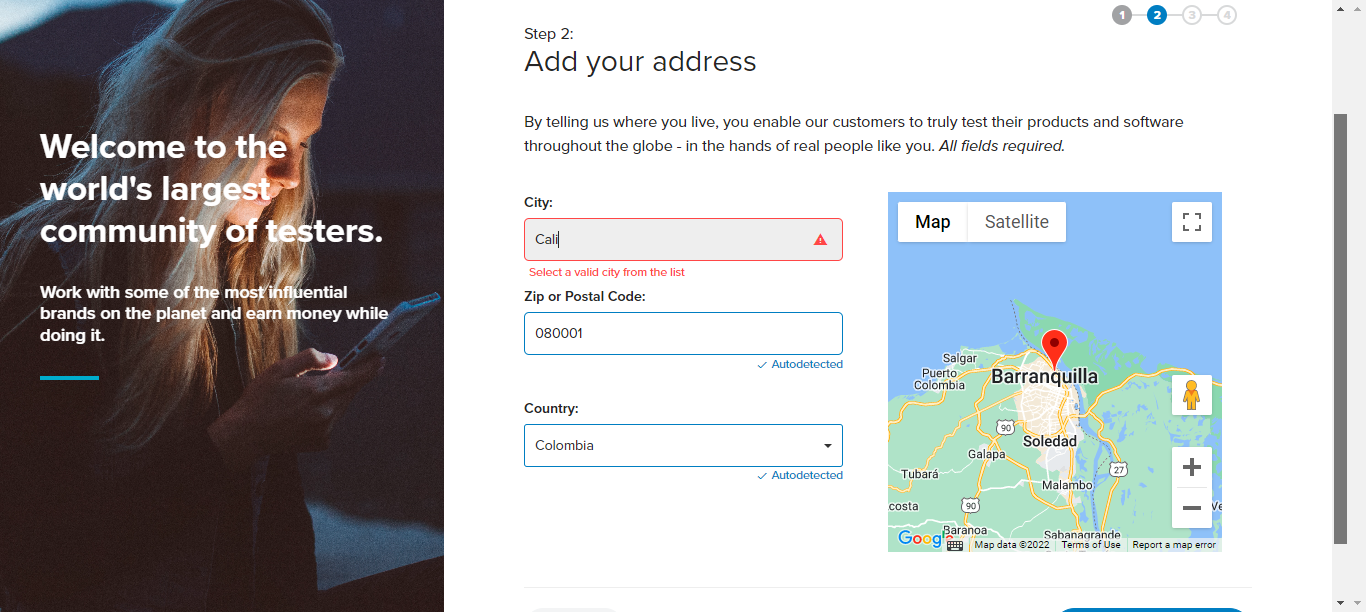 Welcome to the
world's largest
community of testers.
Work with some of the most influential
brands on the planet and earn money while
doing it.
1 2 3 4
Step 2:
Add your address
By telling us where you live, you enable our customers to truly test their products and software
throughout the globe - in the hands of real people like you. All fields required.
City:
Cali
Select a valid city from the list
Zip or Postal Code:
080001
Autodetected
Country:
Colombia
Autodetected
Map Satellite
Salgar
Puerto
Colombia
Barranquilla
90
Soledad
Galapa
27
Tubará
Malambo
costa
90
Ve
Baranoa
Sabanagrande
Google
Map data ©2022 Terms of Use Report a map error